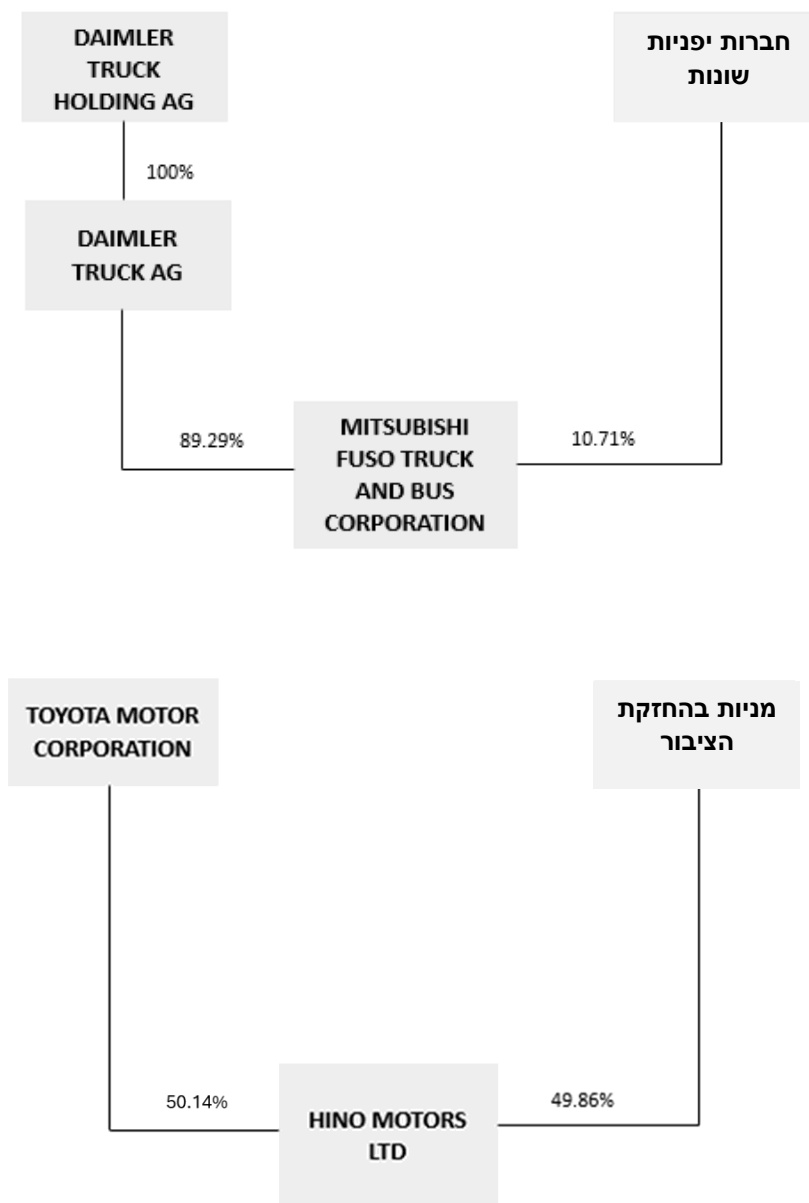 DAIMLER
TRUCK
HOLDING AG
חברות יפניות
שונות
100%
DAIMLER
TRUCK AG
89.29%
MITSUBISHI
FUSO TRUCK
AND BUS
CORPORATION
10.71%
TOYOTA MOTOR
CORPORATION
מניות בהחזקת
הציבור
50.14%
HINO MOTORS
LTD
49.86%